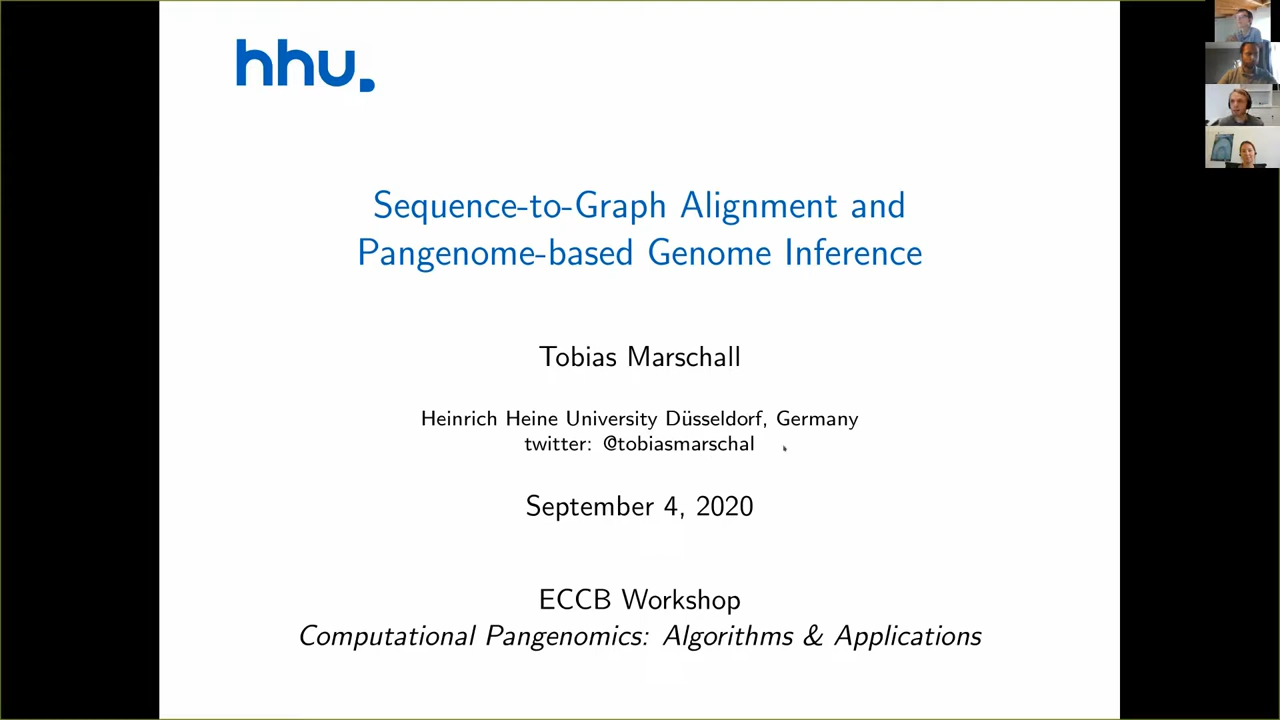 hhu.
Sequence-to-Graph Alignment and
Pangenome-based Genome Inference
Tobias Marschall
Heinrich Heine University Düsseldorf, Germany
twitter: @tobiasmarschal
September 4, 2020
ECCB Workshop
Computational Pangenomics: Algorithms & Applications